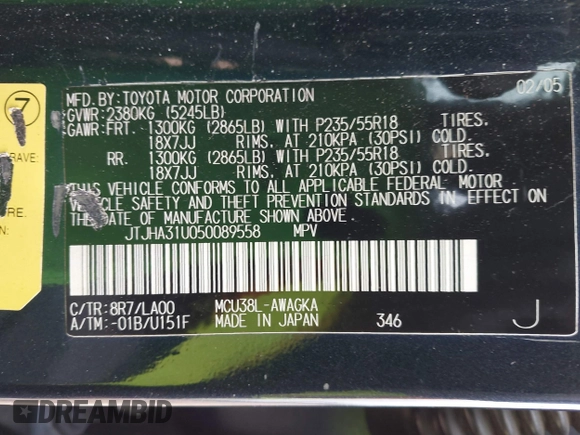 7
RAVE:
URE:
MFD. BY: TOYOTA MOTOR CORPORATION 02/05
GVWR: 2380KG (5245LB)
GAWR: FRT. 1300KG (2865LB) WITH P235/55R18 TIRES.
18X7JJ RIMS, AT 210KPA (30PSI) COLD.
RR. 1300KG (2865LB) WITH P235/55R18 TIRES.
18X7JJ RIMS, AT 210KPA (30PSI) COLD.
THIS VEHICLE CONFORMS TO ALL APPLICABLE FEDERAL MOTOR
VEHICLE SAFETY AND THEFT PREVENTION STANDARDS IN EFFECT ON
THE DATE OF MANUFACTURE SHOWN ABOVE.
JTJHA31U050089558 MPV
C/TR: 8R7/LA00 MCU38L-AWAGKA
A/TM: -01B/U151F MADE IN JAPAN 346 J
DREAMBID